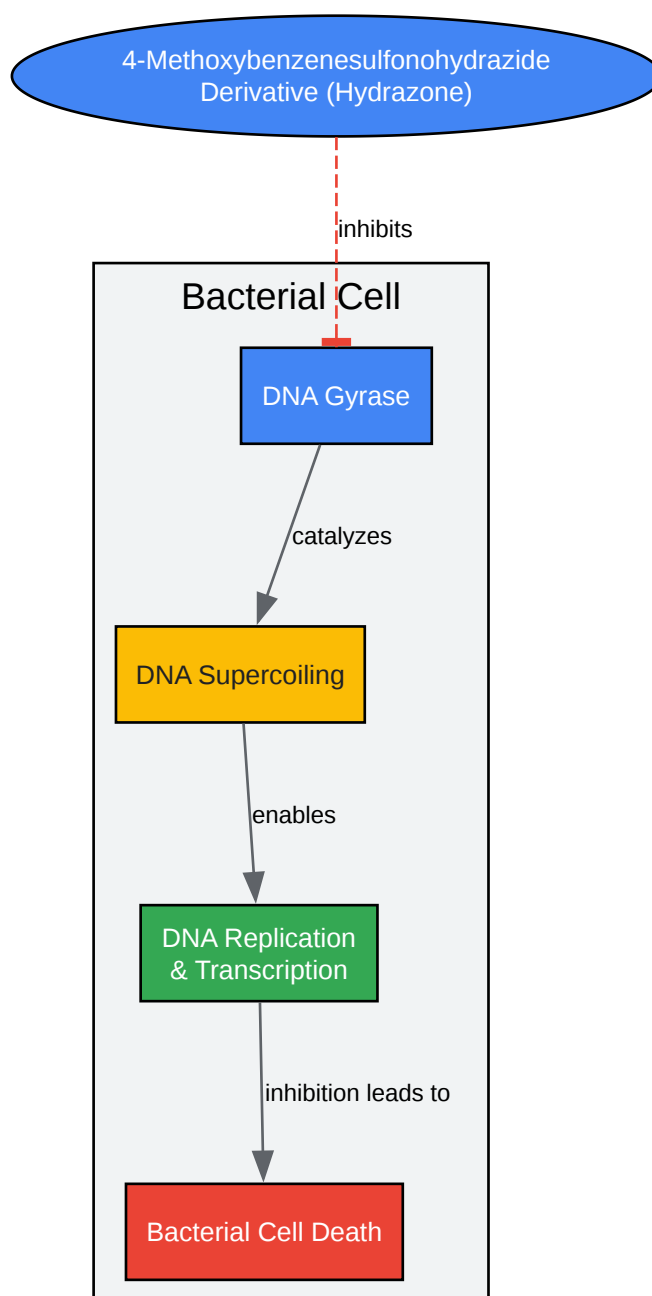 4-Methoxybenzenesulfonohydrazide
Derivative (Hydrazone)
inhibits
Bacterial Cell
DNA Gyrase
catalyzes
DNA Supercoiling
enables
DNA Replication
& Transcription
inhibition leads to
Bacterial Cell Death